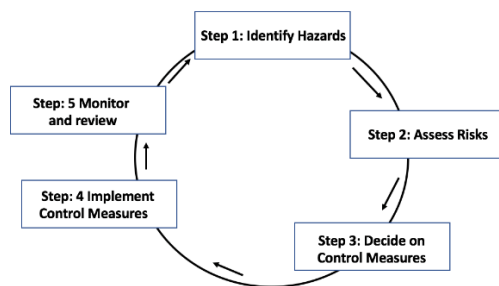 Step 1: Identify Hazards
Step 2: Assess Risks
Step 3: Decide on
Control Measures
Step: 4 Implement
Control Measures
Step: 5 Monitor
and review